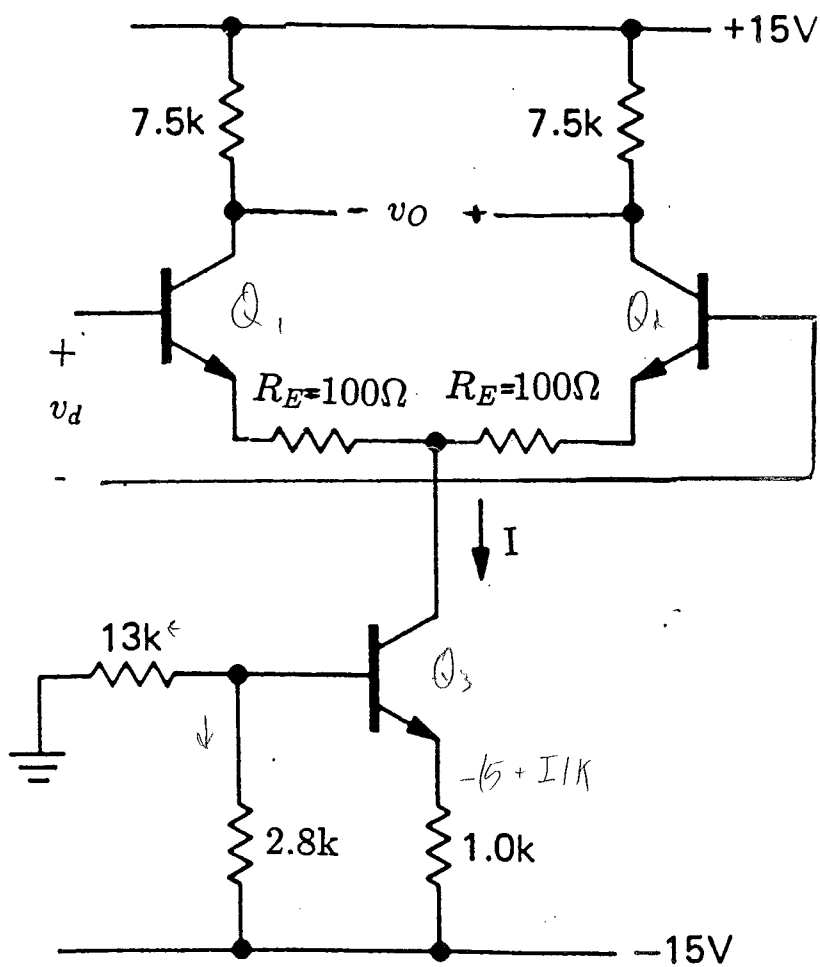 +15V
7.5k
7.5k
- v_O +
Q_1
Q_2
+
v_d
-
R_E=100Ω
R_E=100Ω
I
13k
Q_3
-15 + I1K
2.8k
1.0k
-15V